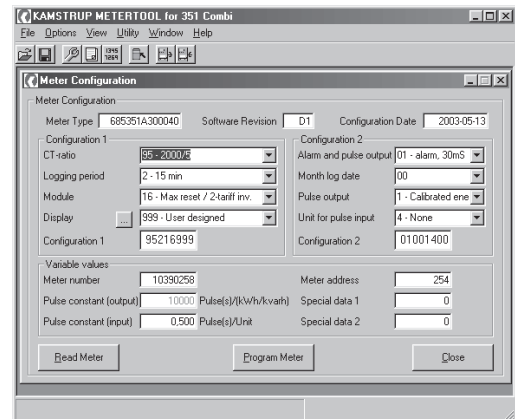 KAMSTRUP METERTOOL for 351 Combi
File Options View Utility Window Help
Meter Configuration
Meter Configuration
Meter Type 685351A300040 Software Revision D1 Configuration Date 2003-05-13
Configuration 1
CT-ratio 95 - 2000/5
Logging period 2 - 15 min
Module 16 - Max reset / 2-tariff inv.
Display ... 999 - User designed
Configuration 1 95216999
Configuration 2
Alarm and pulse output 01 - alarm, 30mS
Month log date 00
Pulse output 1 - Calibrated ene
Unit for pulse input 4 - None
Configuration 2 01001400
Variable values
Meter number 10390258 Meter address 254
Pulse constant (output) 10000 Pulse(s)/(kWh/kvarh) Special data 1 0
Pulse constant (input) 0,500 Pulse(s)/Unit Special data 2 0
Read Meter Program Meter Close